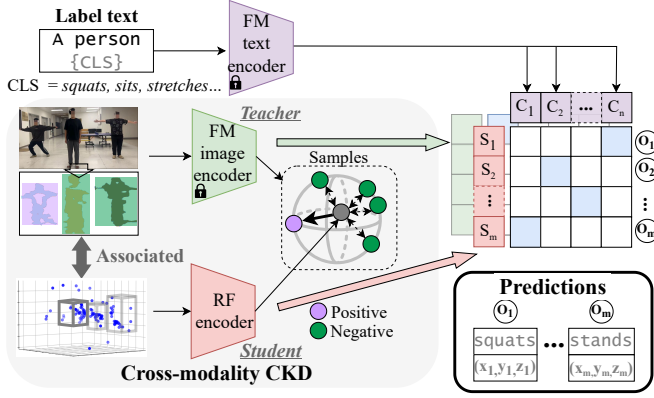 Label text
A person
{CLS}
CLS = squats, sits, stretches...
FM
text
encoder
Teacher
FM
image
encoder
Samples
Associated
RF
encoder
Student
Positive
Negative
Cross-modality CKD
C1 C2 ... Cn
S1
S2
⋮
Sm
O1
O2
⋮
Om
Predictions
O1 Om
squats ... stands
(x1,y1,z1) (xm,ym,zm)